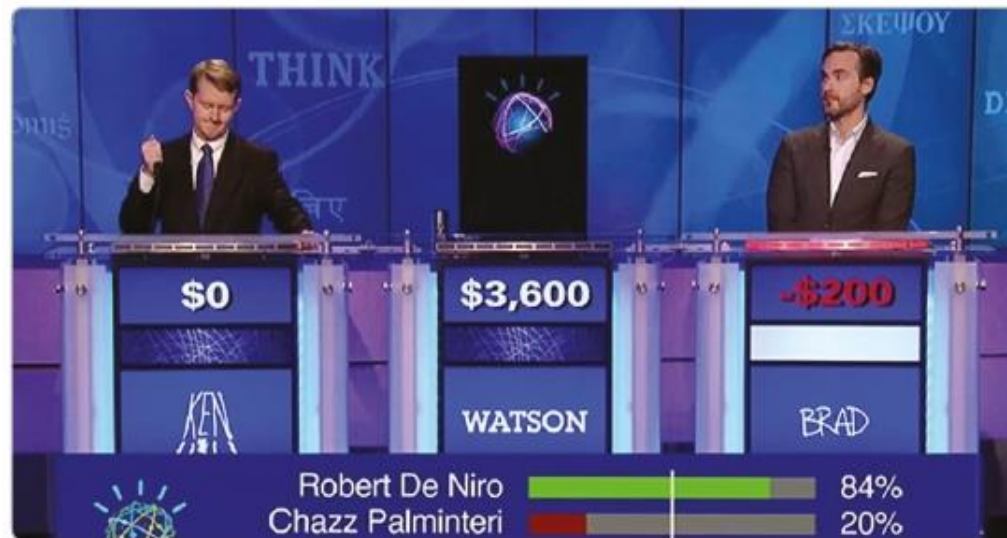 ΣΚΕΨΟΥ
THINK
$0
$3,600
-$200
KEN
WATSON
BRAD
Robert De Niro 84%
Chazz Palminteri 20%